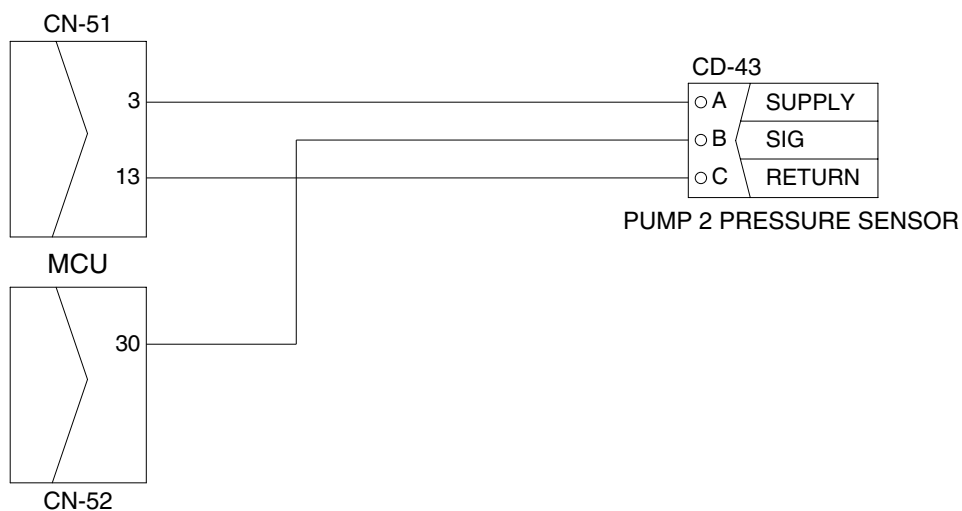 CN-51
3
13
MCU
30
CN-52
CD-43
A SUPPLY
B SIG
C RETURN
PUMP 2 PRESSURE SENSOR